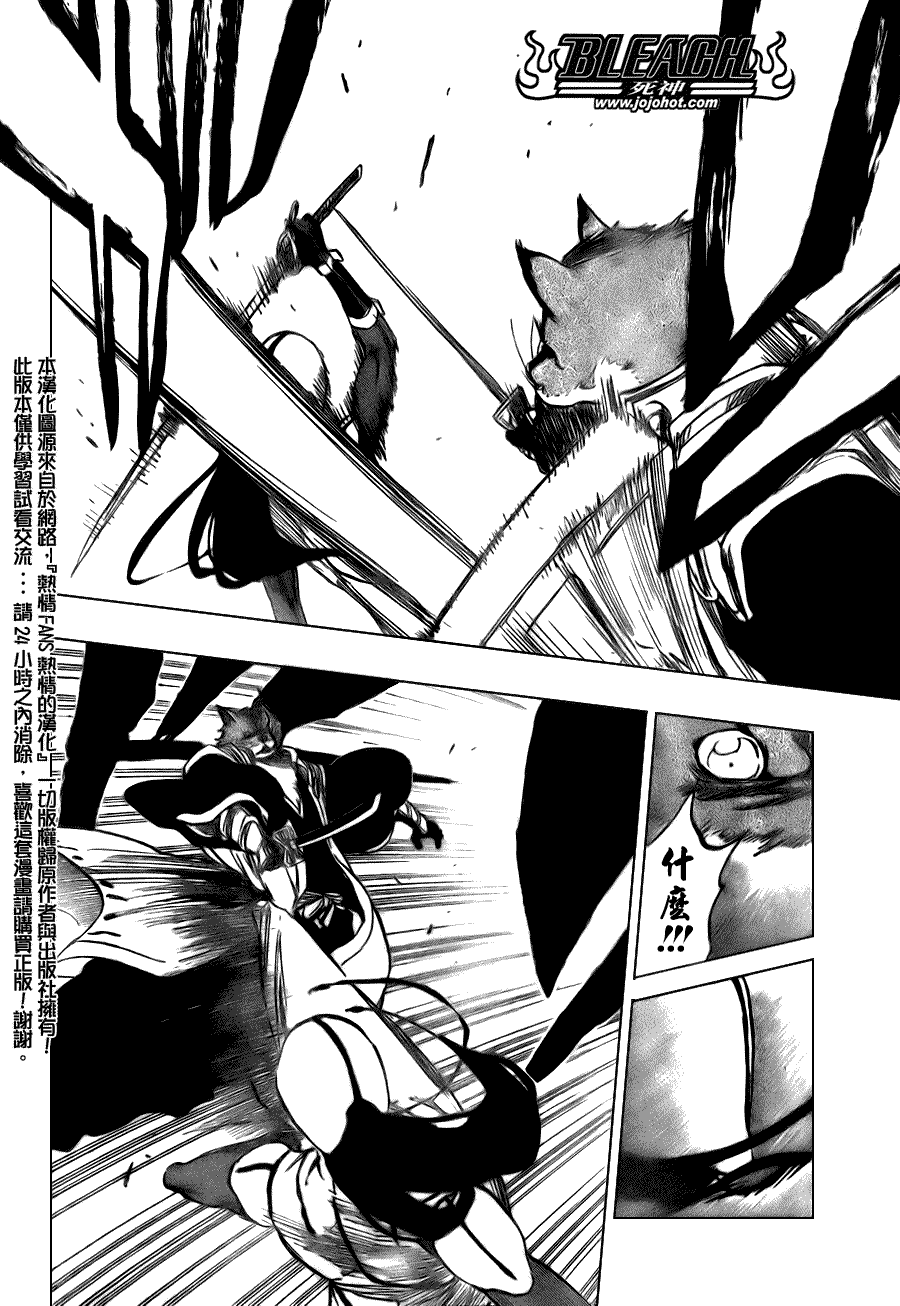 BLEACH
死神
www.jojohot.com
什麼!!!
本漢化圖源來自於網路,『熱情FANS熱情的漢化』一切版權歸原作者與出版社擁有!
此版本僅供學習試看交流… 請24小時之內消除,喜歡這套漫畫請購買正版!謝謝。